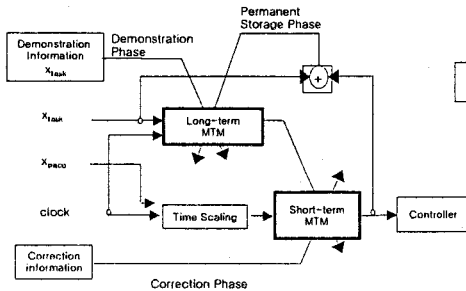 Permanent
Storage Phase
Demonstration
Phase
Demonstration
Information
X_task
+
X_task
Long-term
MTM
X_pace
clock
Time Scaling
Short-term
MTM
Controller
Correction
information
Correction Phase